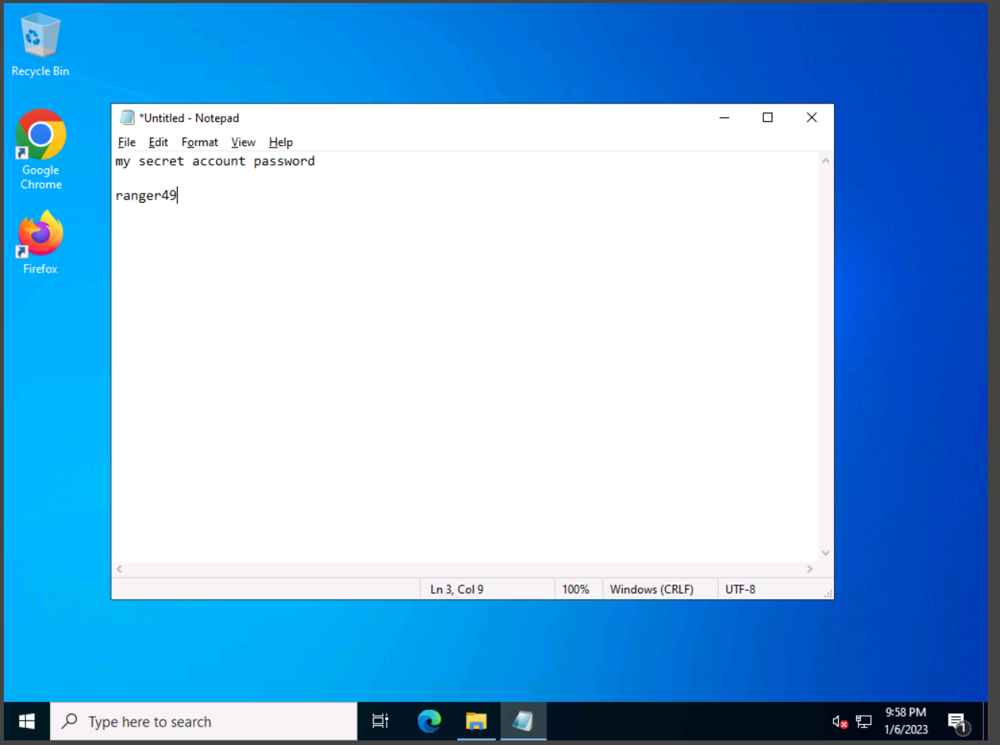 Recycle Bin
Google
Chrome
Firefox
*Untitled - Notepad
File Edit Format View Help
my secret account password
ranger49
Ln 3, Col 9 100% Windows (CRLF) UTF-8
Type here to search
9:58 PM
1/6/2023
1